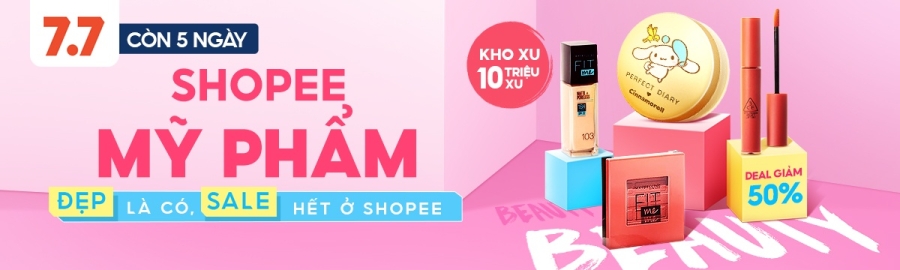 7.7
CÒN 5 NGÀY
SHOPEE
MỸ PHẨM
ĐẸP LÀ CÓ, SALE HẾT Ở SHOPEE
KHO XU
10 TRIỆU XU
FIT
me
103
PERFECT DIARY
Cinnamoroll
FIT
me
DEAL GIẢM
50%
BEAUTY
BEAUTY